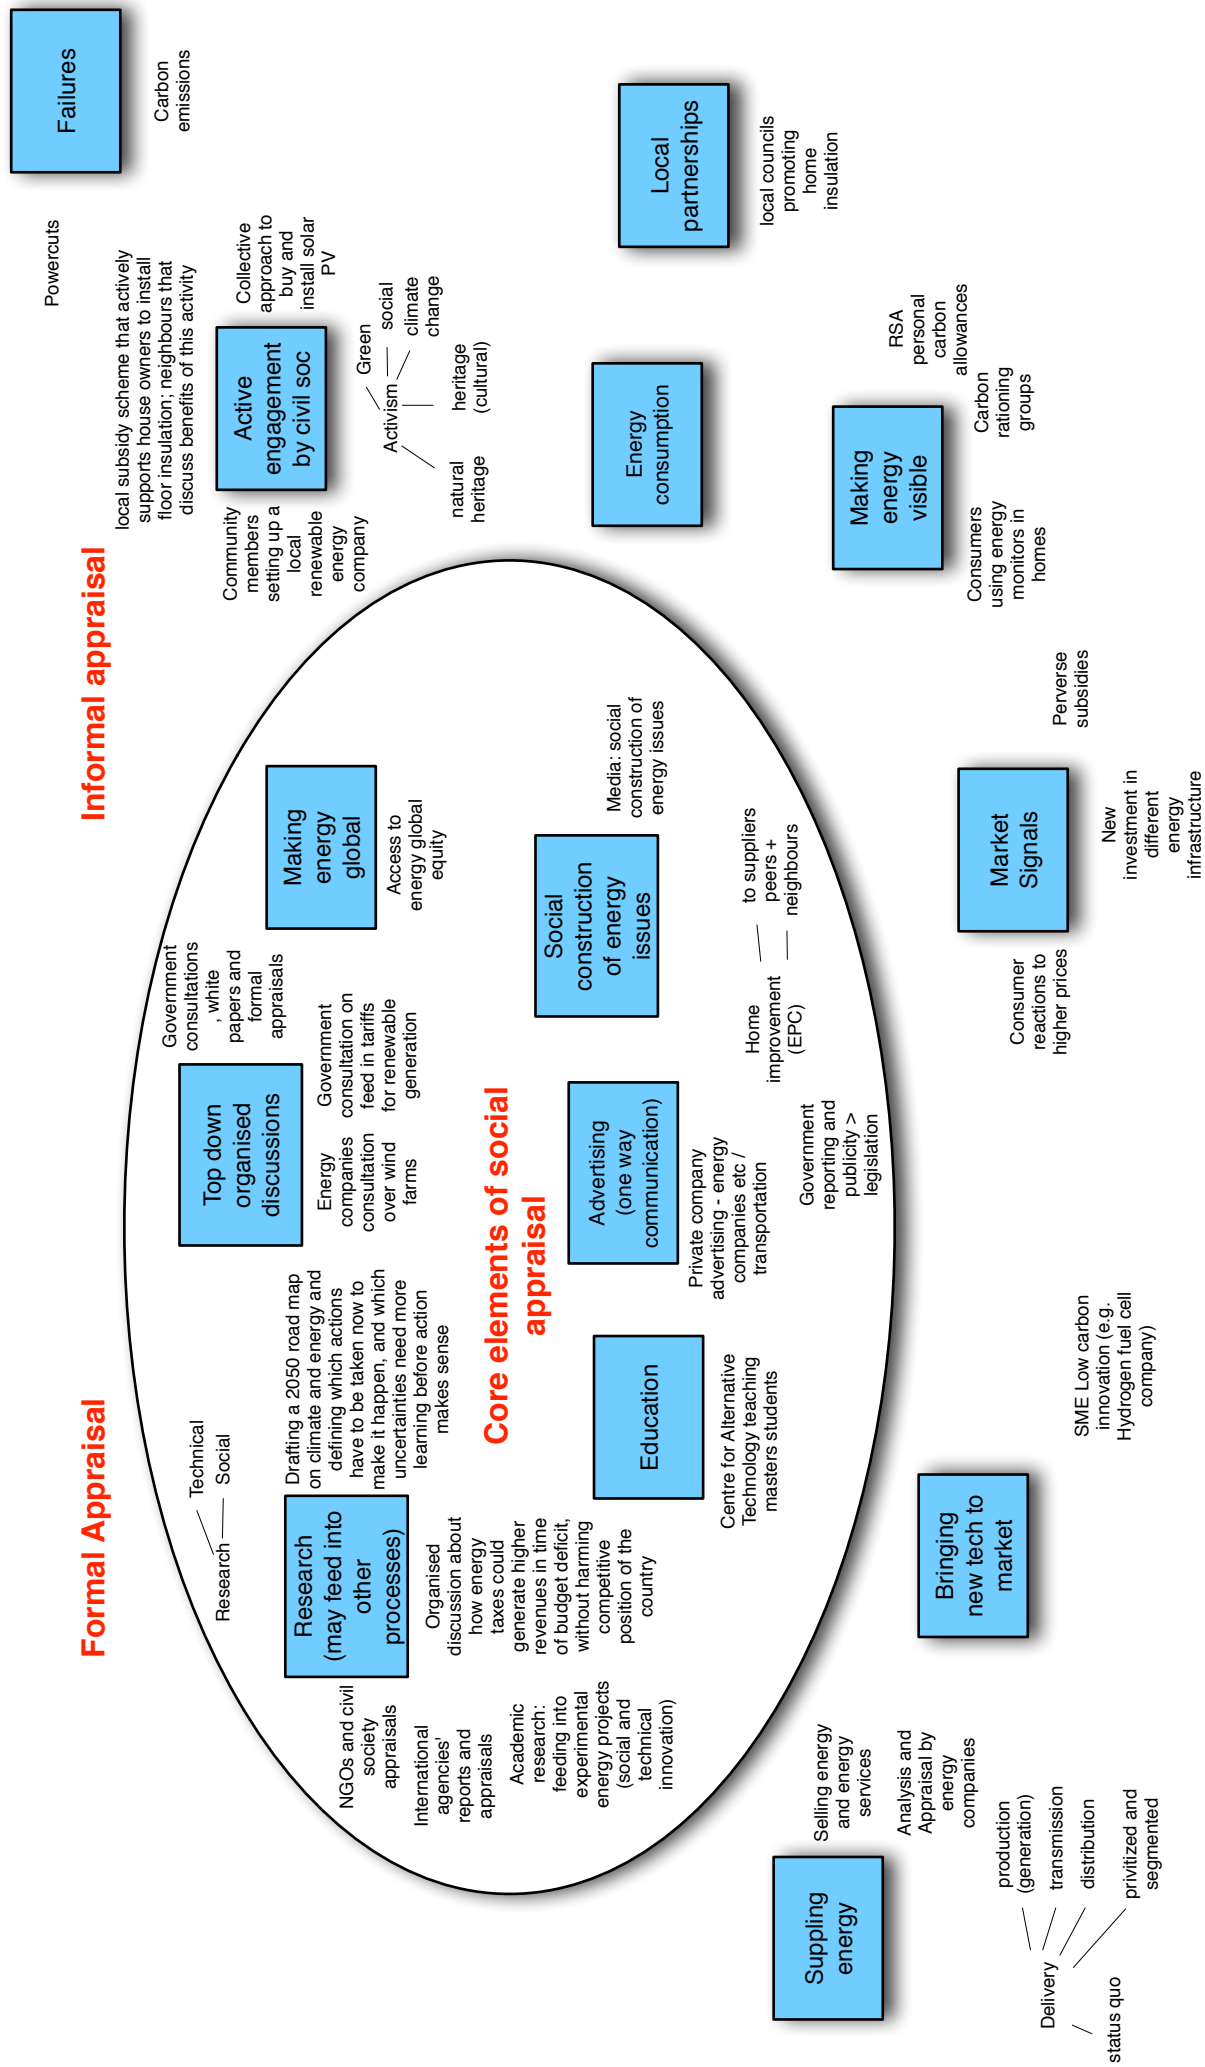 Formal Appraisal
Informal appraisal
Core elements of social
appraisal
Failures
Powercuts
Carbon
emissions
local subsidy scheme that actively
supports house owners to install
floor insulation; neighbours that
discuss benefits of this activity
Active
engagement
by civil soc
Community
members
setting up a
local
renewable
energy
company
Collective
approach to
buy and
install solar
PV
Activism
Green
social
climate
change
heritage
(cultural)
natural
heritage
Local
partnerships
local councils
promoting
home
insulation
Energy
consumption
Making
energy
visible
Consumers
using energy
monitors in
homes
Carbon
rationing
groups
RSA
personal
carbon
allowances
Market
Signals
Consumer
reactions to
higher prices
New
investment in
different
energy
infrastructure
Perverse
subsidies
Bringing
new tech to
market
SME Low carbon
innovation (e.g.
Hydrogen fuel cell
company)
Suppling
energy
Selling energy
and energy
services
Analysis and
Appraisal by
energy
companies
Delivery
production
(generation)
transmission
distribution
privitized and
segmented
status quo
Research
Technical
Social
Research
(may feed into
other
processes)
Drafting a 2050 road map
on climate and energy and
defining which actions
have to be taken now to
make it happen, and which
uncertainties need more
learning before action
makes sense
NGOs and civil
society
appraisals
International
agencies'
reports and
appraisals
Academic
research:
feeding into
experimental
energy projects
(social and
technical
innovation)
Organised
discussion about
how energy
taxes could
generate higher
revenues in time
of budget deficit,
without harming
competitive
position of the
country
Top down
organised
discussions
Government
consultations
, white
papers and
formal
appraisals
Energy
companies
consultation
over wind
farms
Government
consultation on
feed in tariffs
for renewable
generation
Making
energy
global
Access to
energy global
equity
Education
Centre for Alternative
Technology teaching
masters students
Advertising
(one way
communication)
Private company
advertising - energy
companies etc /
transportation
Government
reporting and
publicity >
legislation
Social
construction
of energy
issues
Media: social
construction of
energy issues
Home
improvement
(EPC)
to suppliers
peers +
neighbours